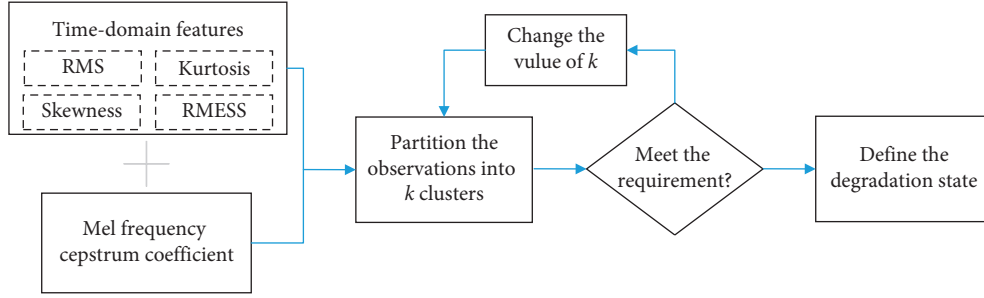 Time-domain features
RMS
Kurtosis
Skewness
RMESS
Mel frequency
cepstrum coefficient
Change the
vulue of k
Partition the
observations into
k clusters
Meet the
requirement?
Define the
degradation state